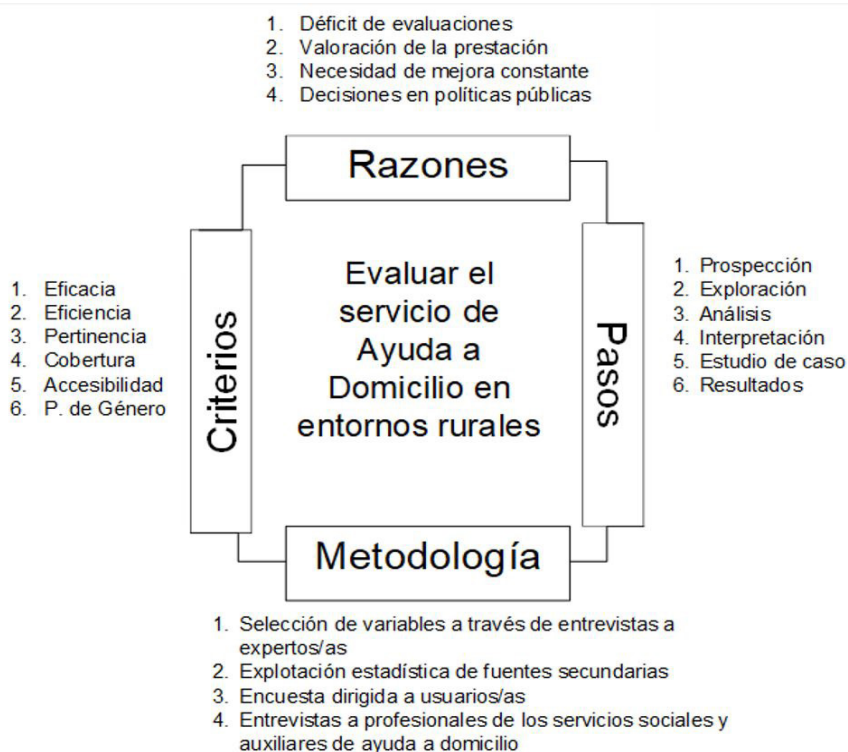 1. Déficit de evaluaciones
2. Valoración de la prestación
3. Necesidad de mejora constante
4. Decisiones en políticas públicas
Razones
Criterios
1. Eficacia
2. Eficiencia
3. Pertinencia
4. Cobertura
5. Accesibilidad
6. P. de Género
Evaluar el
servicio de
Ayuda a
Domicilio en
entornos rurales
Pasos
1. Prospección
2. Exploración
3. Análisis
4. Interpretación
5. Estudio de caso
6. Resultados
Metodología
1. Selección de variables a través de entrevistas a
expertos/as
2. Explotación estadística de fuentes secundarias
3. Encuesta dirigida a usuarios/as
4. Entrevistas a profesionales de los servicios sociales y
auxiliares de ayuda a domicilio